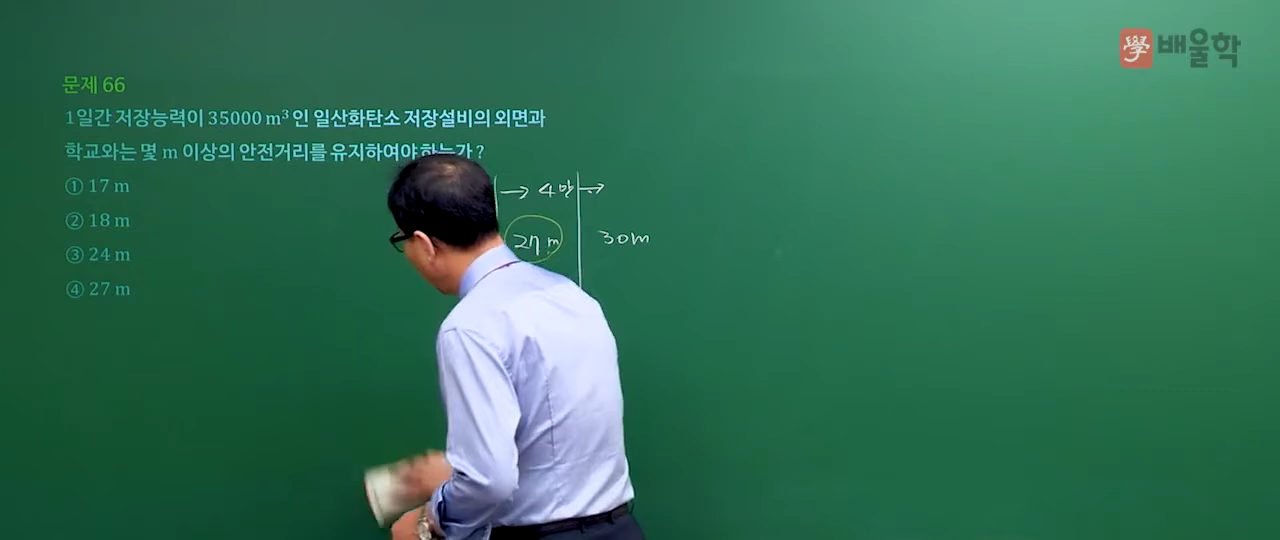 學 배울학
문제 66
1일간 저장능력이 35000 m³ 인 일산화탄소 저장설비의 외면과
학교와는 몇 m 이상의 안전거리를 유지하여야 하는가 ?
① 17 m
→ 4만 →
② 18 m
27 m
30m
③ 24 m
④ 27 m